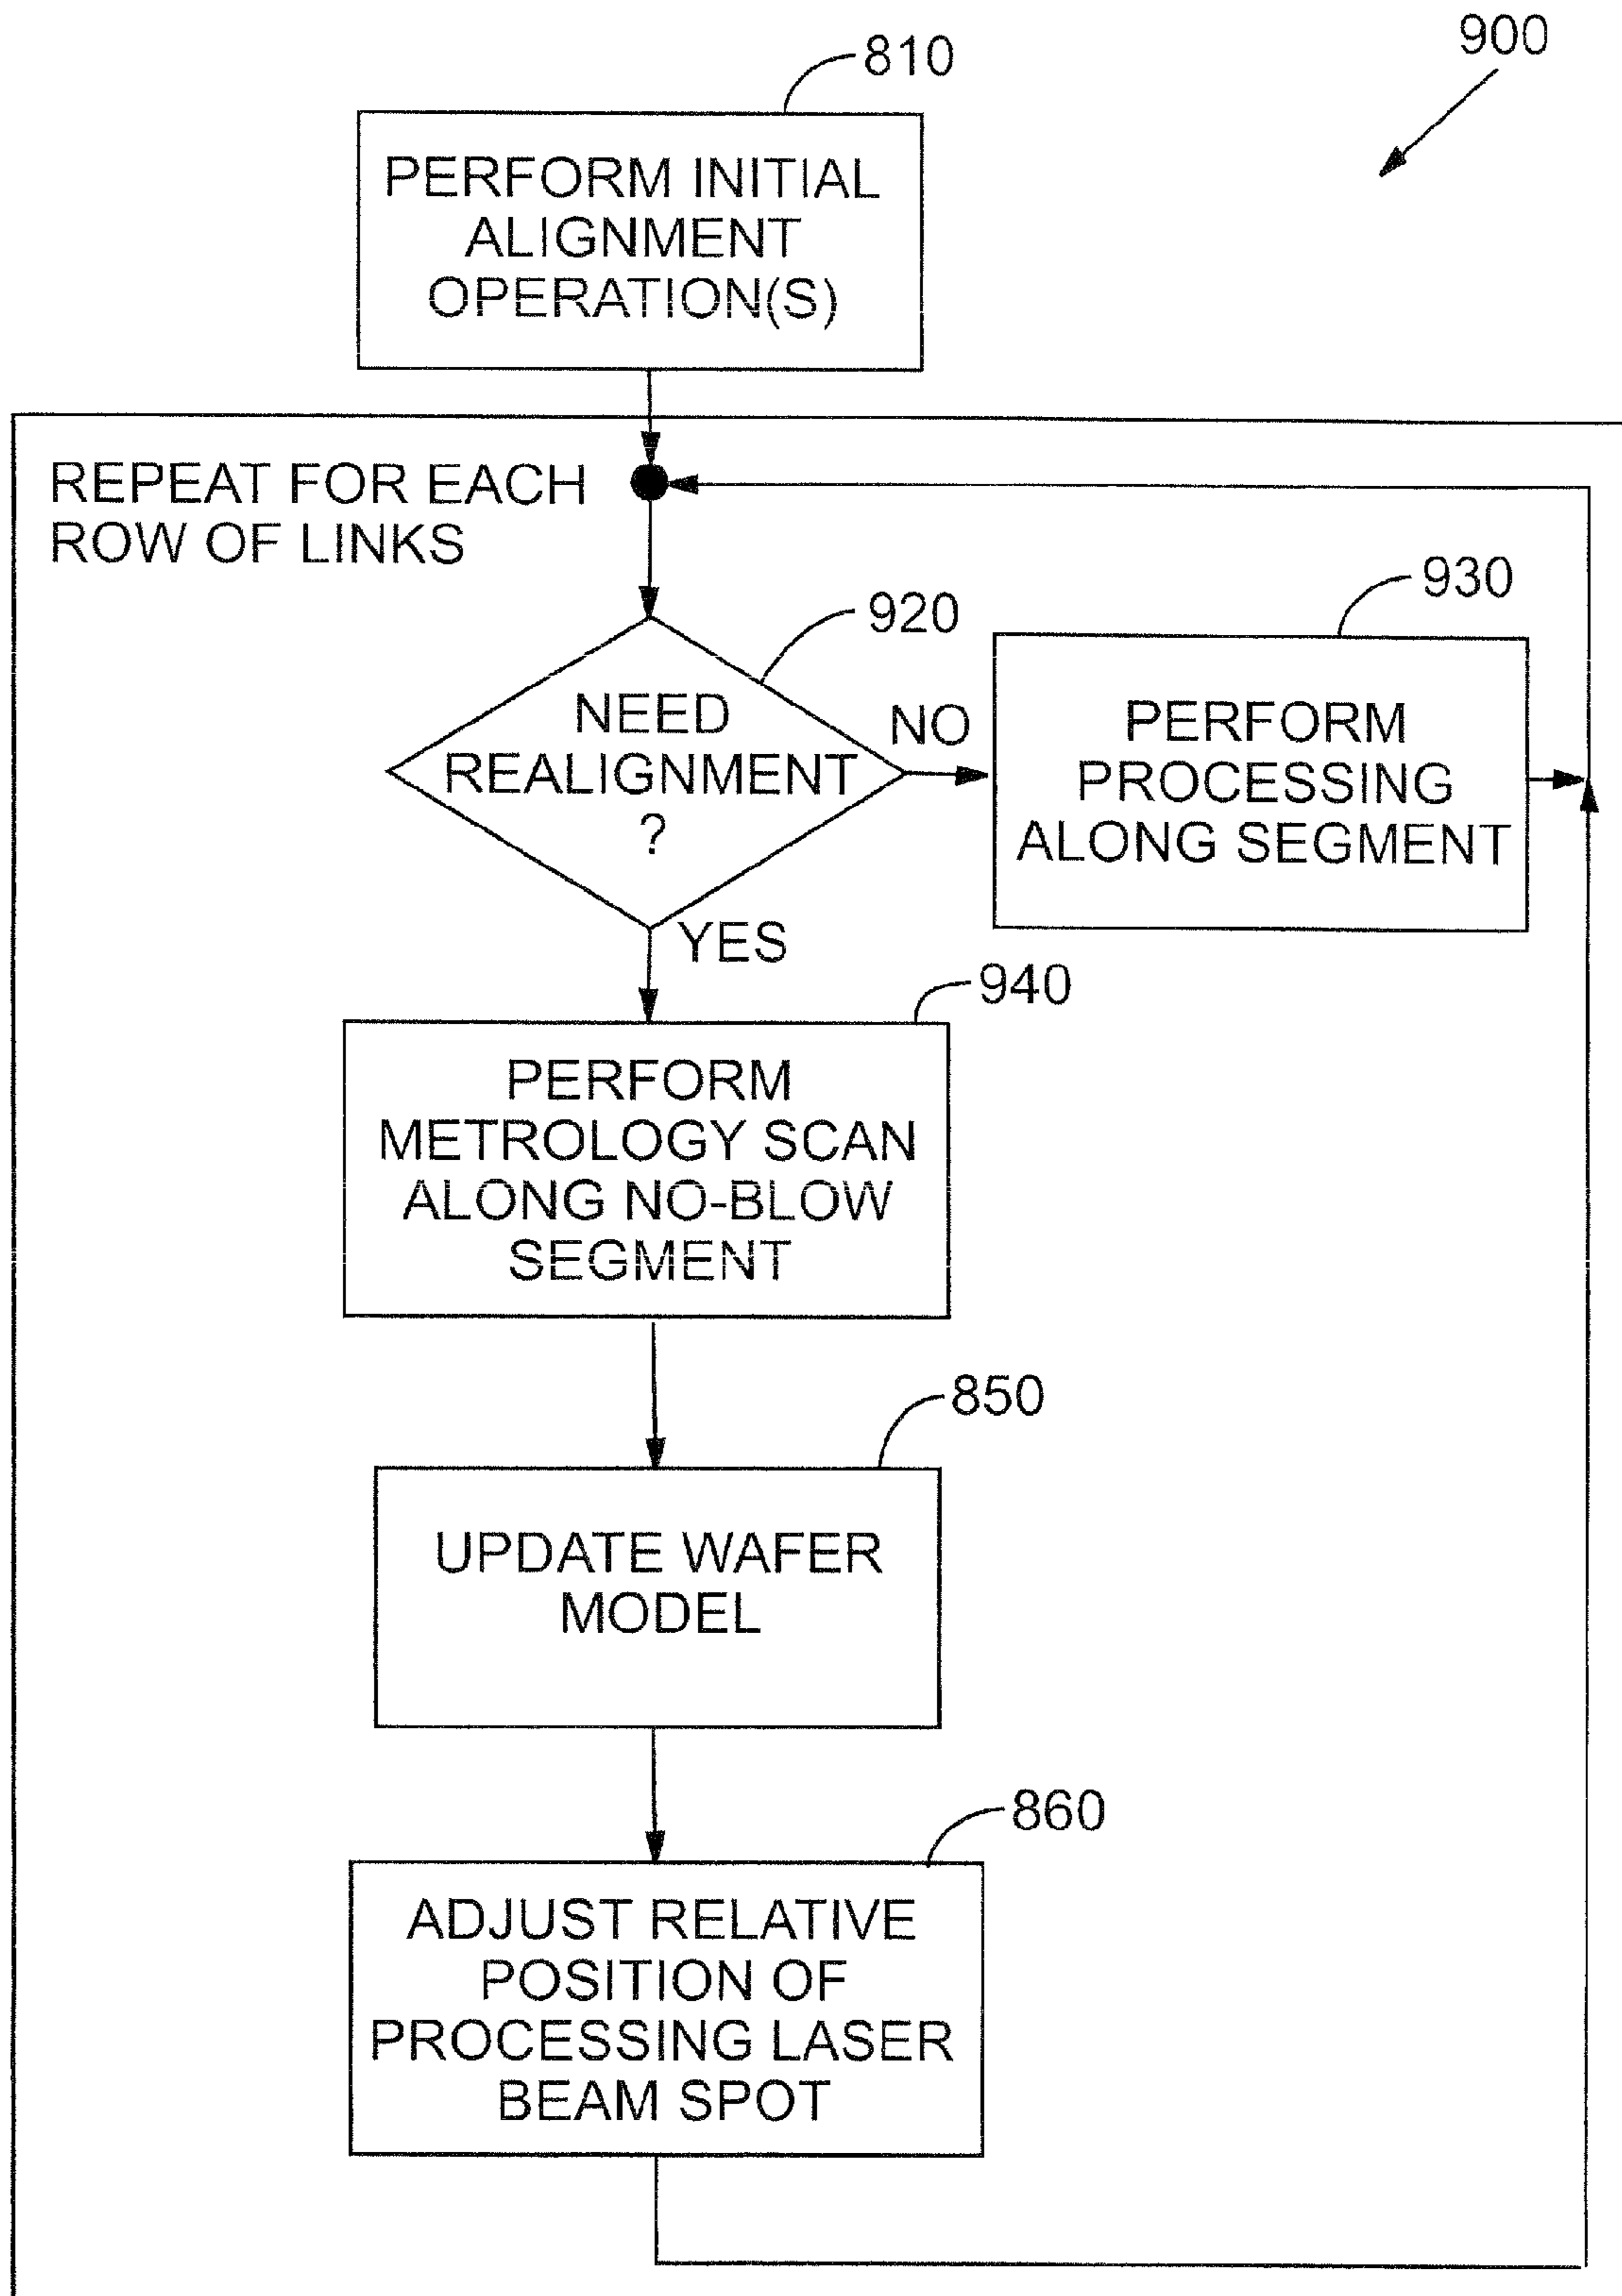 900
810
PERFORM INITIAL
ALIGNMENT
OPERATION(S)
REPEAT FOR EACH
ROW OF LINKS
920
NEED
REALIGNMENT
?
NO
930
PERFORM
PROCESSING
ALONG SEGMENT
YES
940
PERFORM
METROLOGY SCAN
ALONG NO-BLOW
SEGMENT
850
UPDATE WAFER
MODEL
860
ADJUST RELATIVE
POSITION OF
PROCESSING LASER
BEAM SPOT